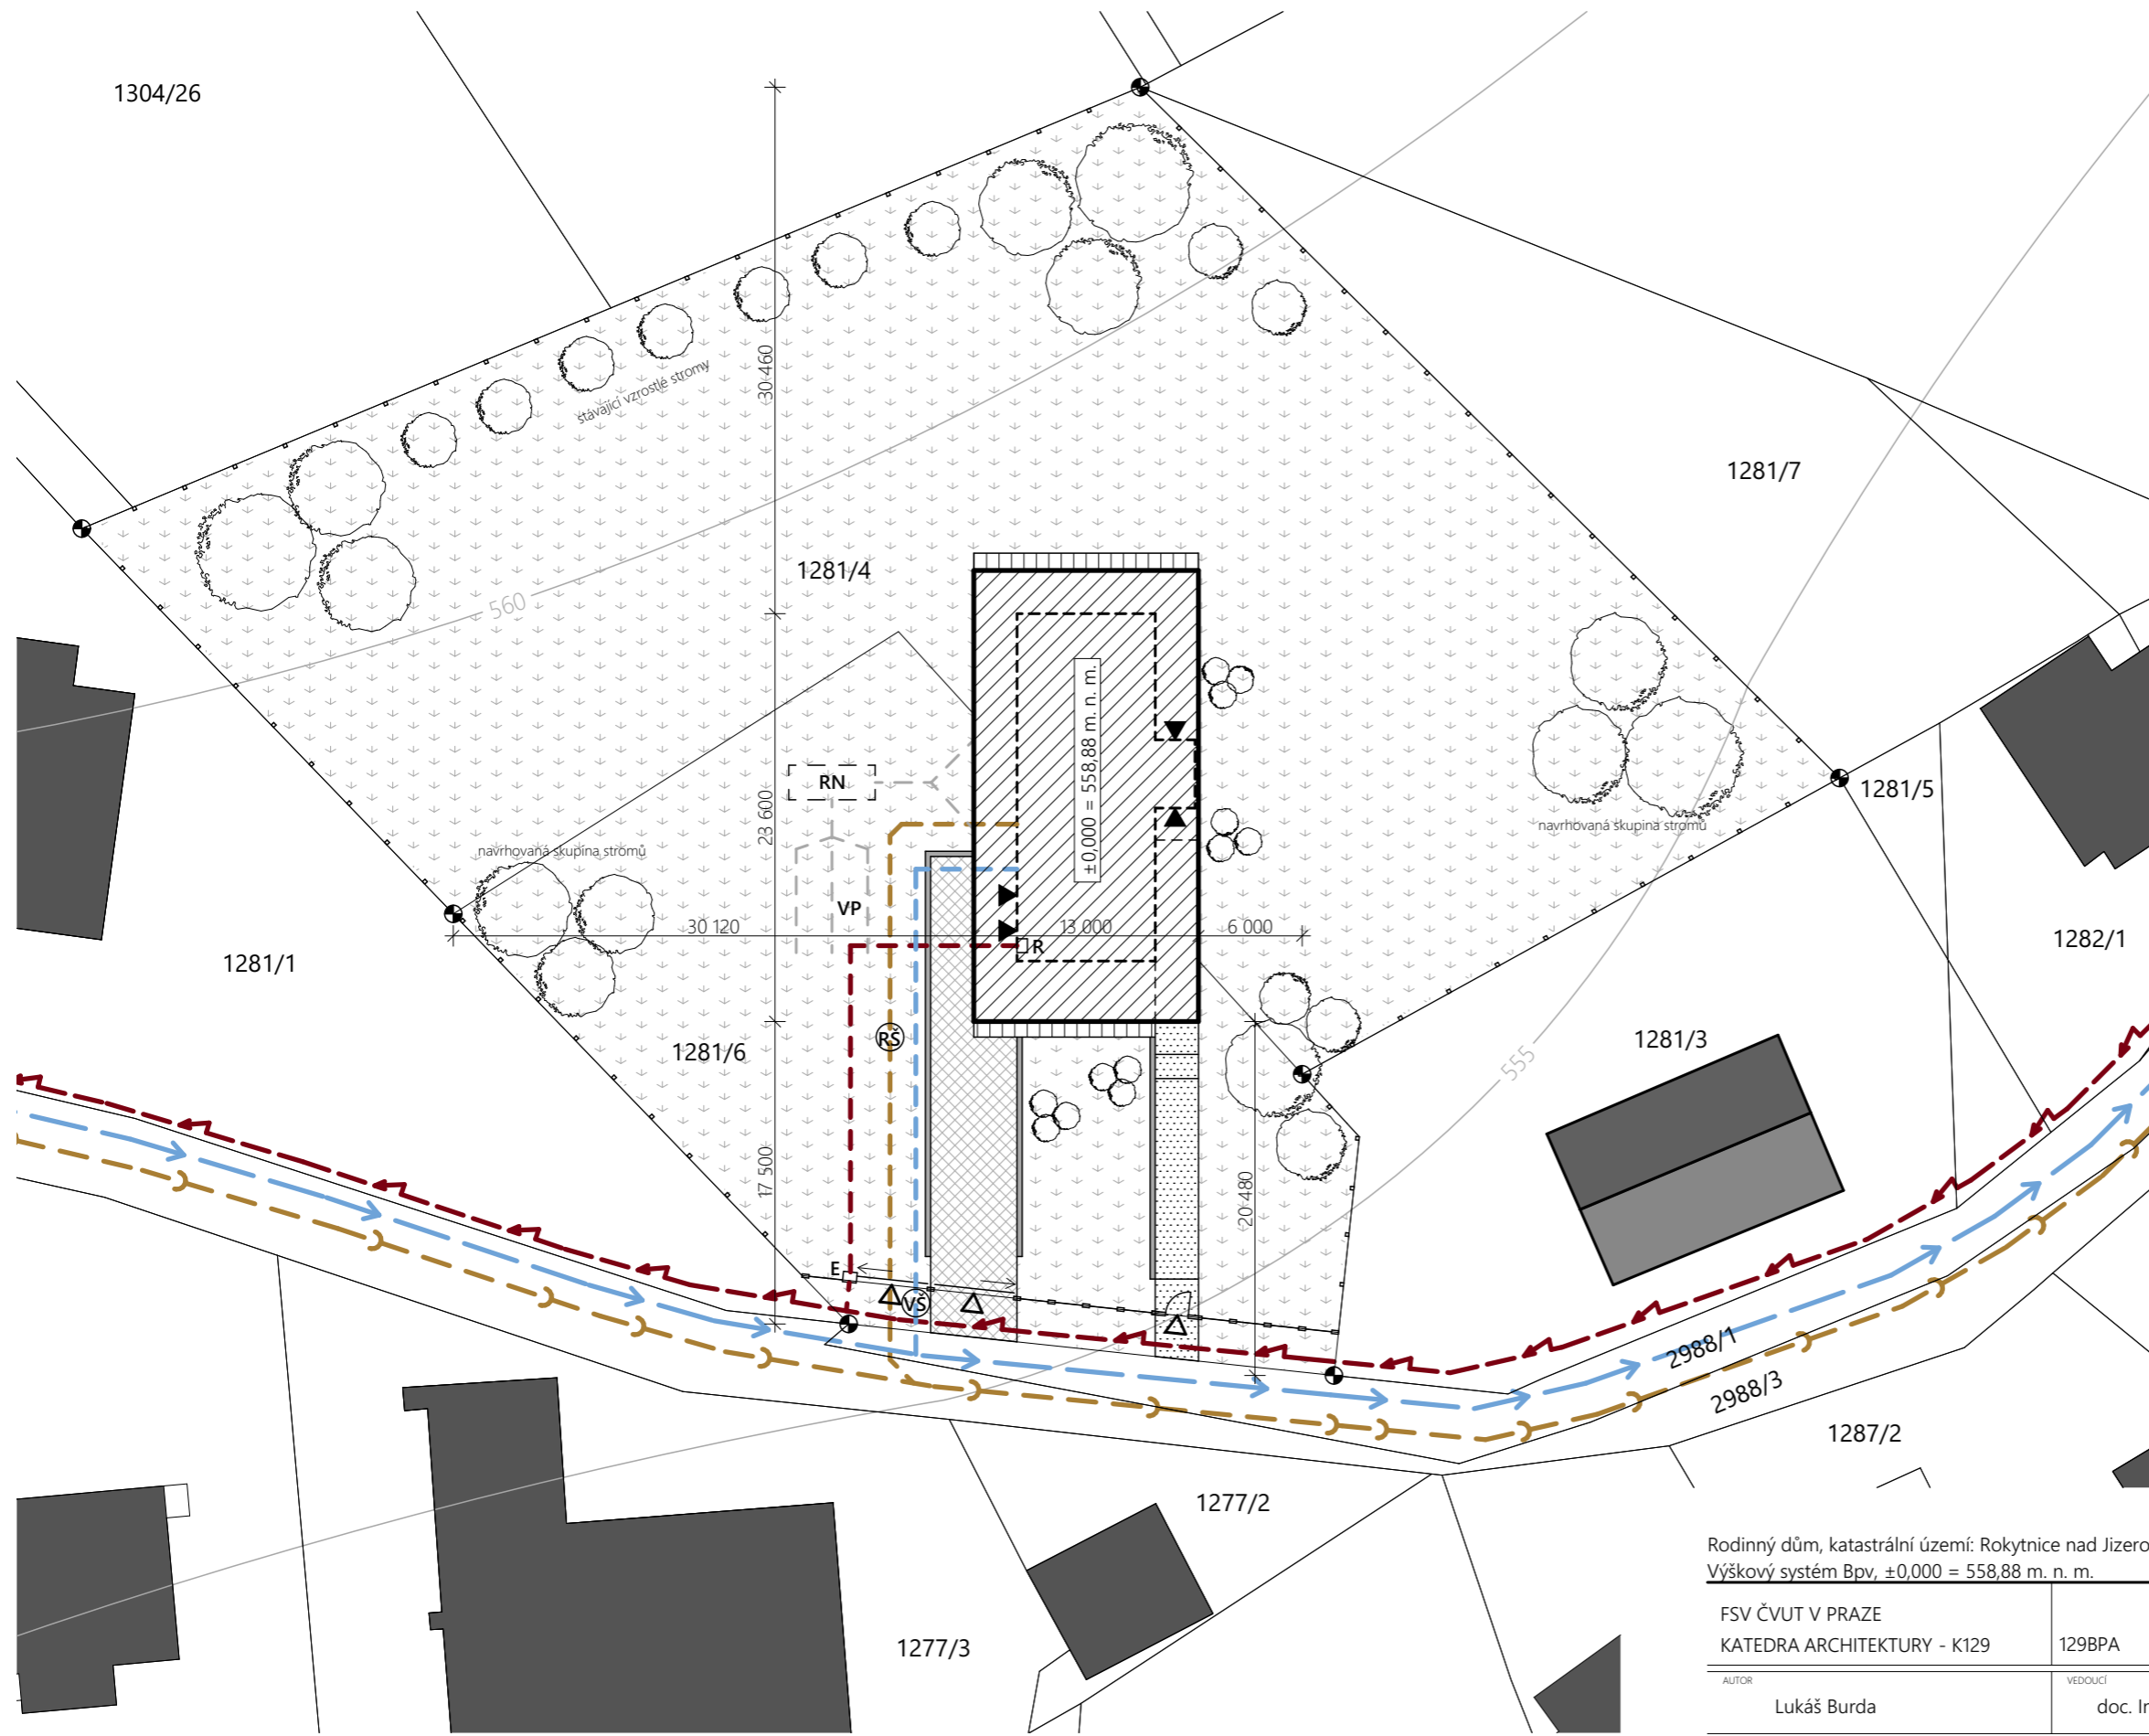 1304/26
30 460
stávající vzrostlé stromy
1281/7
1281/4
560
±0,000 = 558,88 m. n. m.
RN
23 600
1281/5
navrhovaná skupina stromů
navrhovaná skupina stromů
VP
30 120
13 000
6 000
R
1282/1
1281/1
RŠ
1281/6
1281/3
555
17 500
20 480
E
VŠ
2988/1
2988/3
1287/2
1277/2
1277/3
Rodinný dům, katastrální území: Rokytnice nad Jizero
Výškový systém Bpv, ±0,000 = 558,88 m. n. m.
FSV ČVUT V PRAZE
KATEDRA ARCHITEKTURY - K129
129BPA
AUTOR
VEDOUCÍ
Lukáš Burda
doc. In